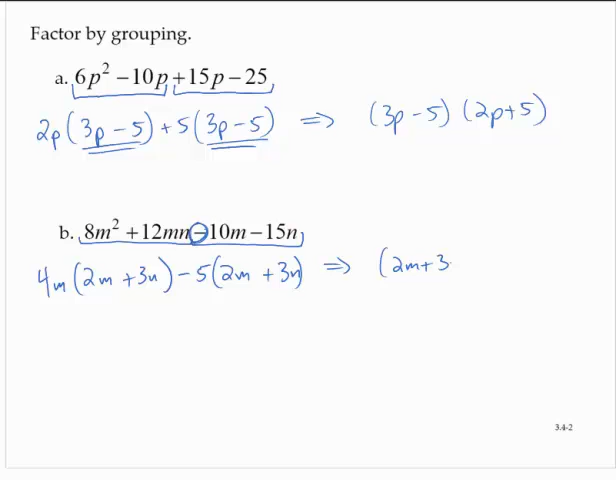 Factor by grouping.
a. 6p² − 10p + 15p − 25
2p(3p − 5) + 5(3p − 5) ⇒ (3p − 5)(2p + 5)
b. 8m² + 12mn − 10m − 15n
4m(2m + 3n) − 5(2m + 3n) ⇒ (2m + 3
3.4-2